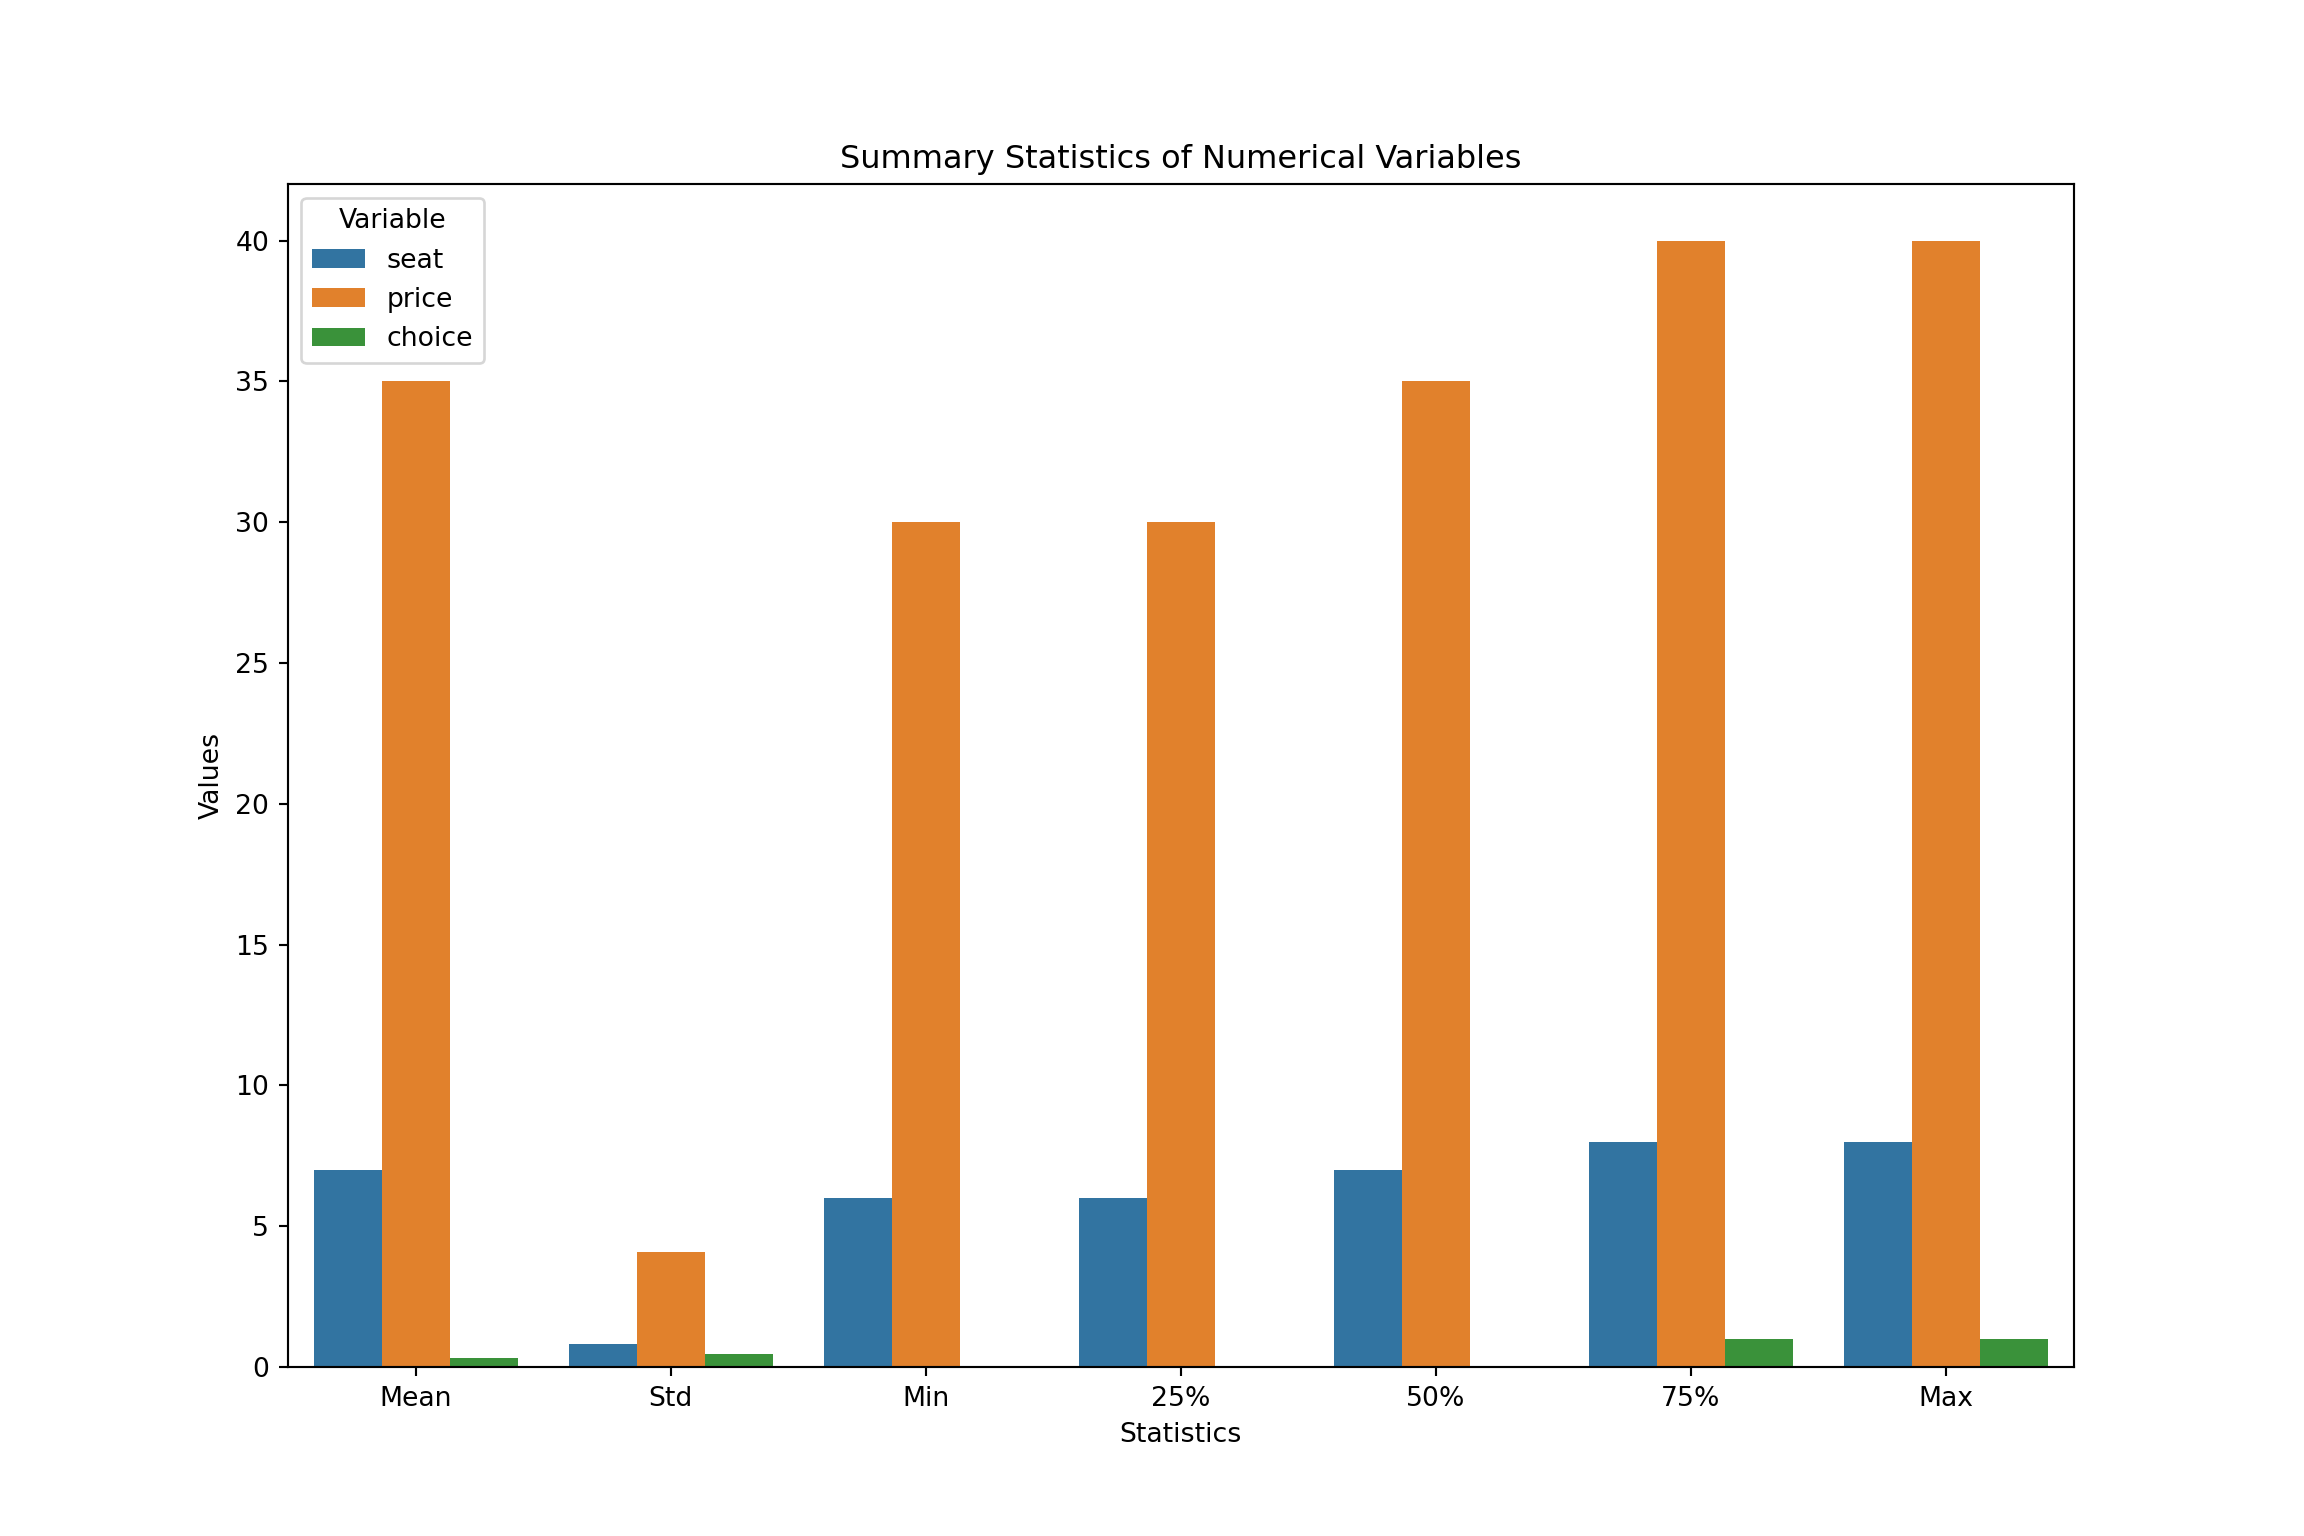 Summary Statistics of Numerical Variables
Variable
seat
price
choice
40
35
30
25
20
15
10
5
0
Values
Mean Std Min 25% 50% 75% Max
Statistics